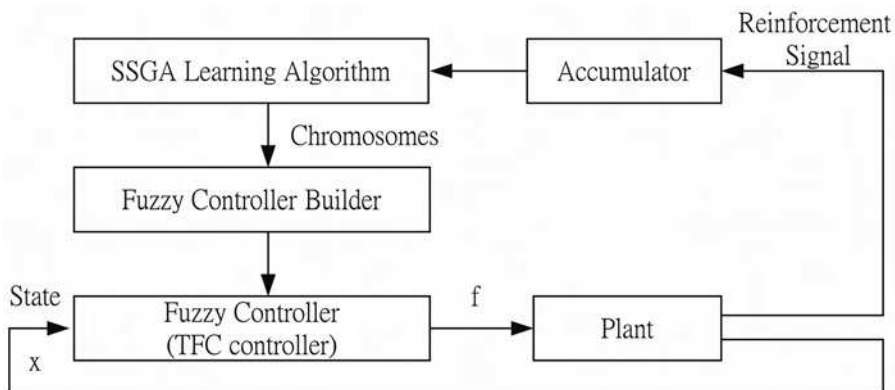 Reinforcement
Signal
SSGA Learning Algorithm
Accumulator
Chromosomes
Fuzzy Controller Builder
State
x
Fuzzy Controller
(TFC controller)
f
Plant